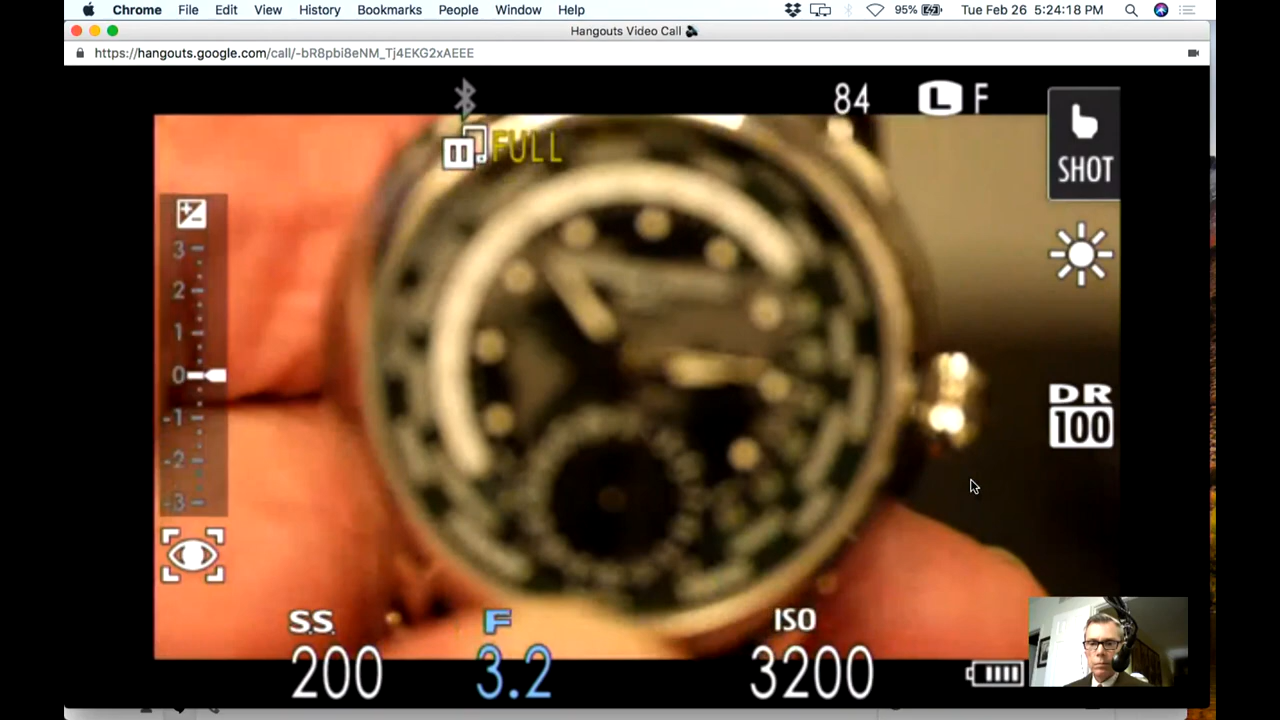 Chrome File Edit View History Bookmarks People Window Help 95% Tue Feb 26 5:24:18 PM
Hangouts Video Call
https://hangouts.google.com/call/-bR8pbi8eNM_Tj4EKG2xAEEE
84 L F
FULL
SHOT
3
2
1
0
-1
-2
-3
DR
100
S.S. F ISO
200 3.2 3200